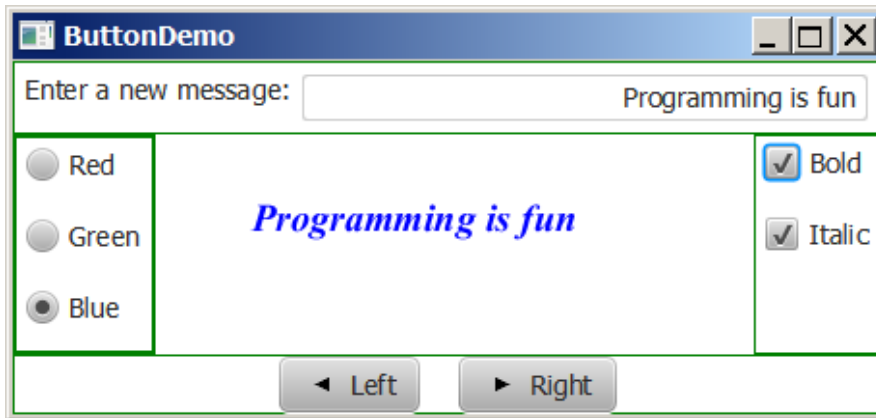 ButtonDemo
Enter a new message: Programming is fun
Red
Green
Blue
Programming is fun
Bold
Italic
Left
Right